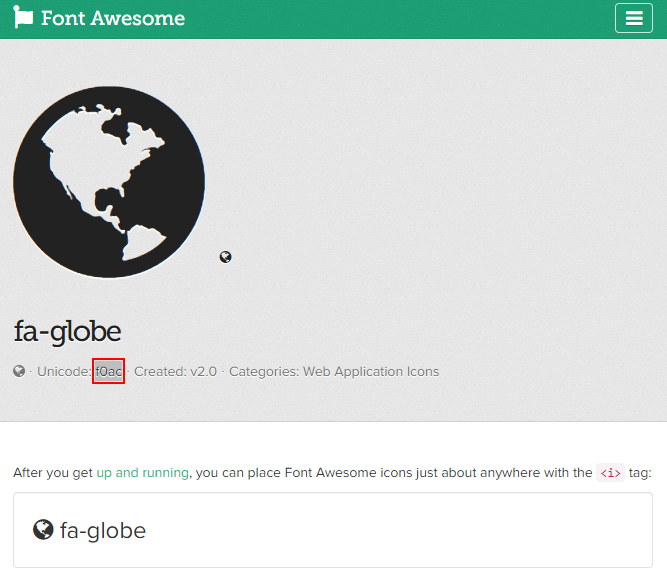 Font Awesome
fa-globe
· Unicode: f0ac · Created: v2.0 · Categories: Web Application Icons
After you get up and running, you can place Font Awesome icons just about anywhere with the <i> tag:
fa-globe